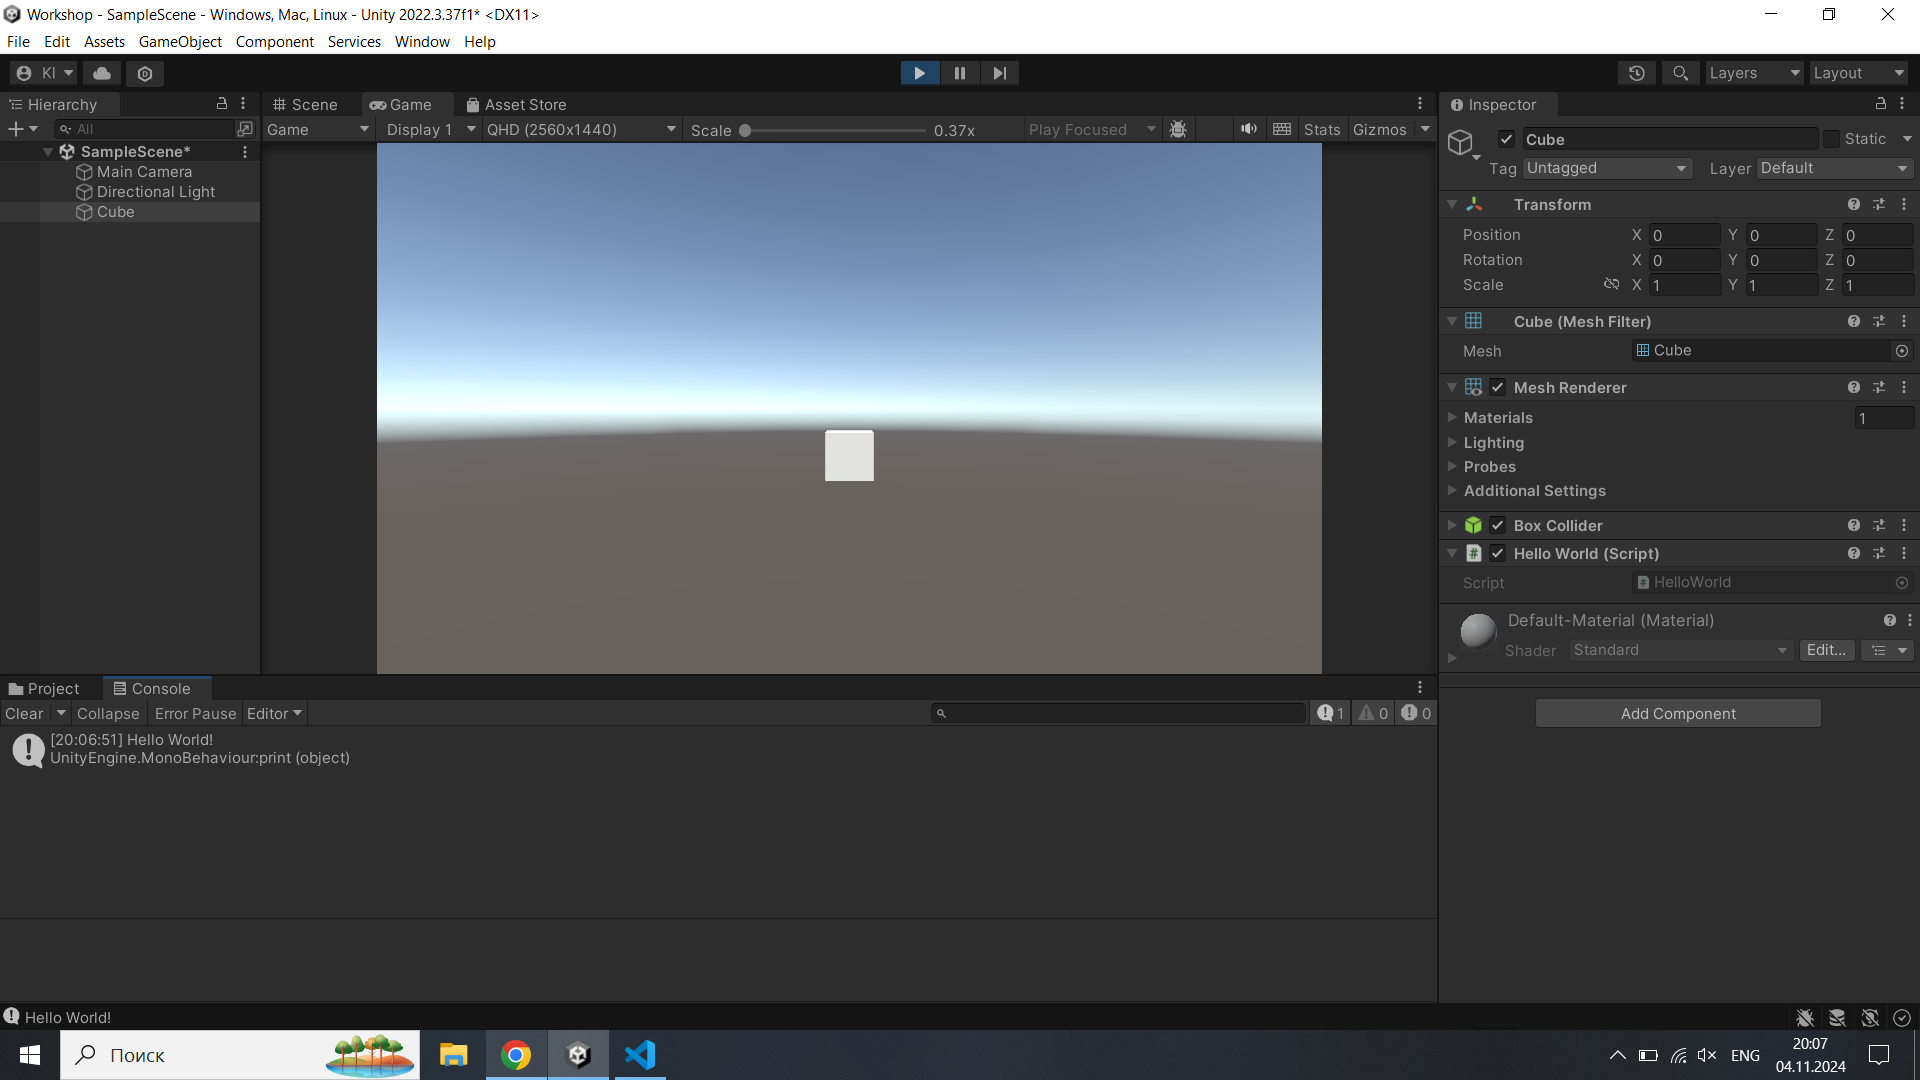 Workshop - SampleScene - Windows, Mac, Linux - Unity 2022.3.37f1* <DX11>
File Edit Assets GameObject Component Services Window Help
KI Layers Layout
Hierarchy
All
SampleScene*
Main Camera
Directional Light
Cube
Scene Game Asset Store
Game Display 1 QHD (2560x1440) Scale 0.37x Play Focused Stats Gizmos
Inspector
Cube Static
Tag Untagged Layer Default
Transform
Position X 0 Y 0 Z 0
Rotation X 0 Y 0 Z 0
Scale X 1 Y 1 Z 1
Cube (Mesh Filter)
Mesh Cube
Mesh Renderer
Materials 1
Lighting
Probes
Additional Settings
Box Collider
Hello World (Script)
Script HelloWorld
Default-Material (Material)
Shader Standard Edit...
Add Component
Project Console
Clear Collapse Error Pause Editor 1 0 0
[20:06:51] Hello World!
UnityEngine.MonoBehaviour:print (object)
Hello World!
Поиск
ENG
20:07
04.11.2024